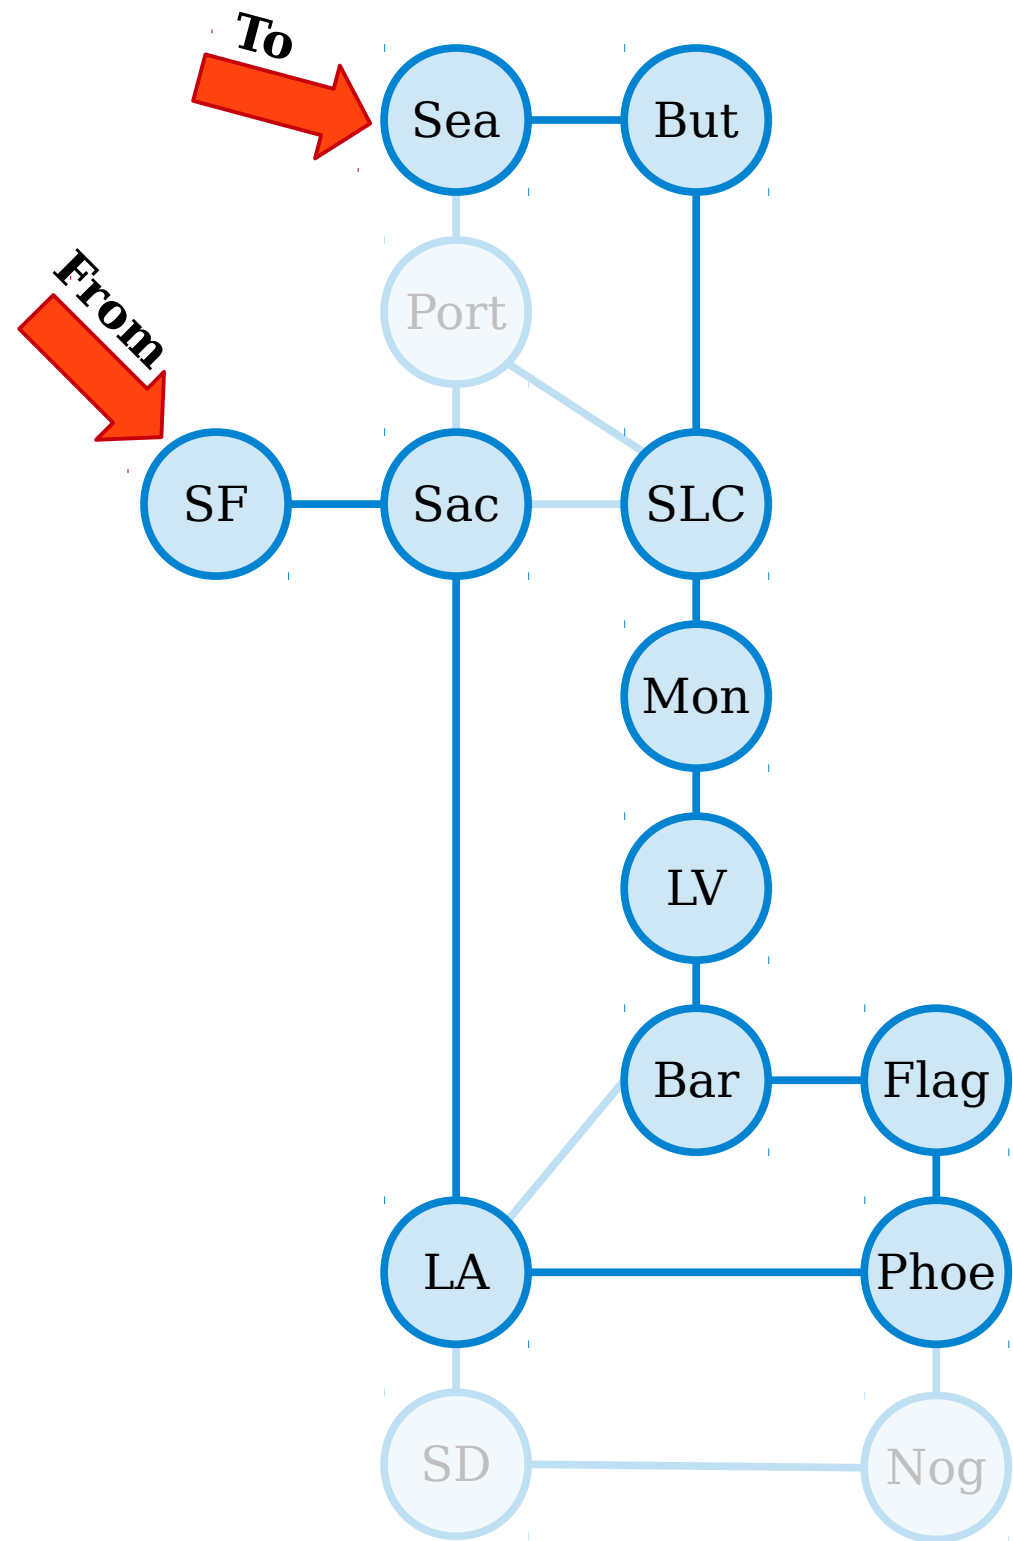 To
Sea
But
From
Port
SF
Sac
SLC
Mon
LV
Bar
Flag
LA
Phoe
SD
Nog